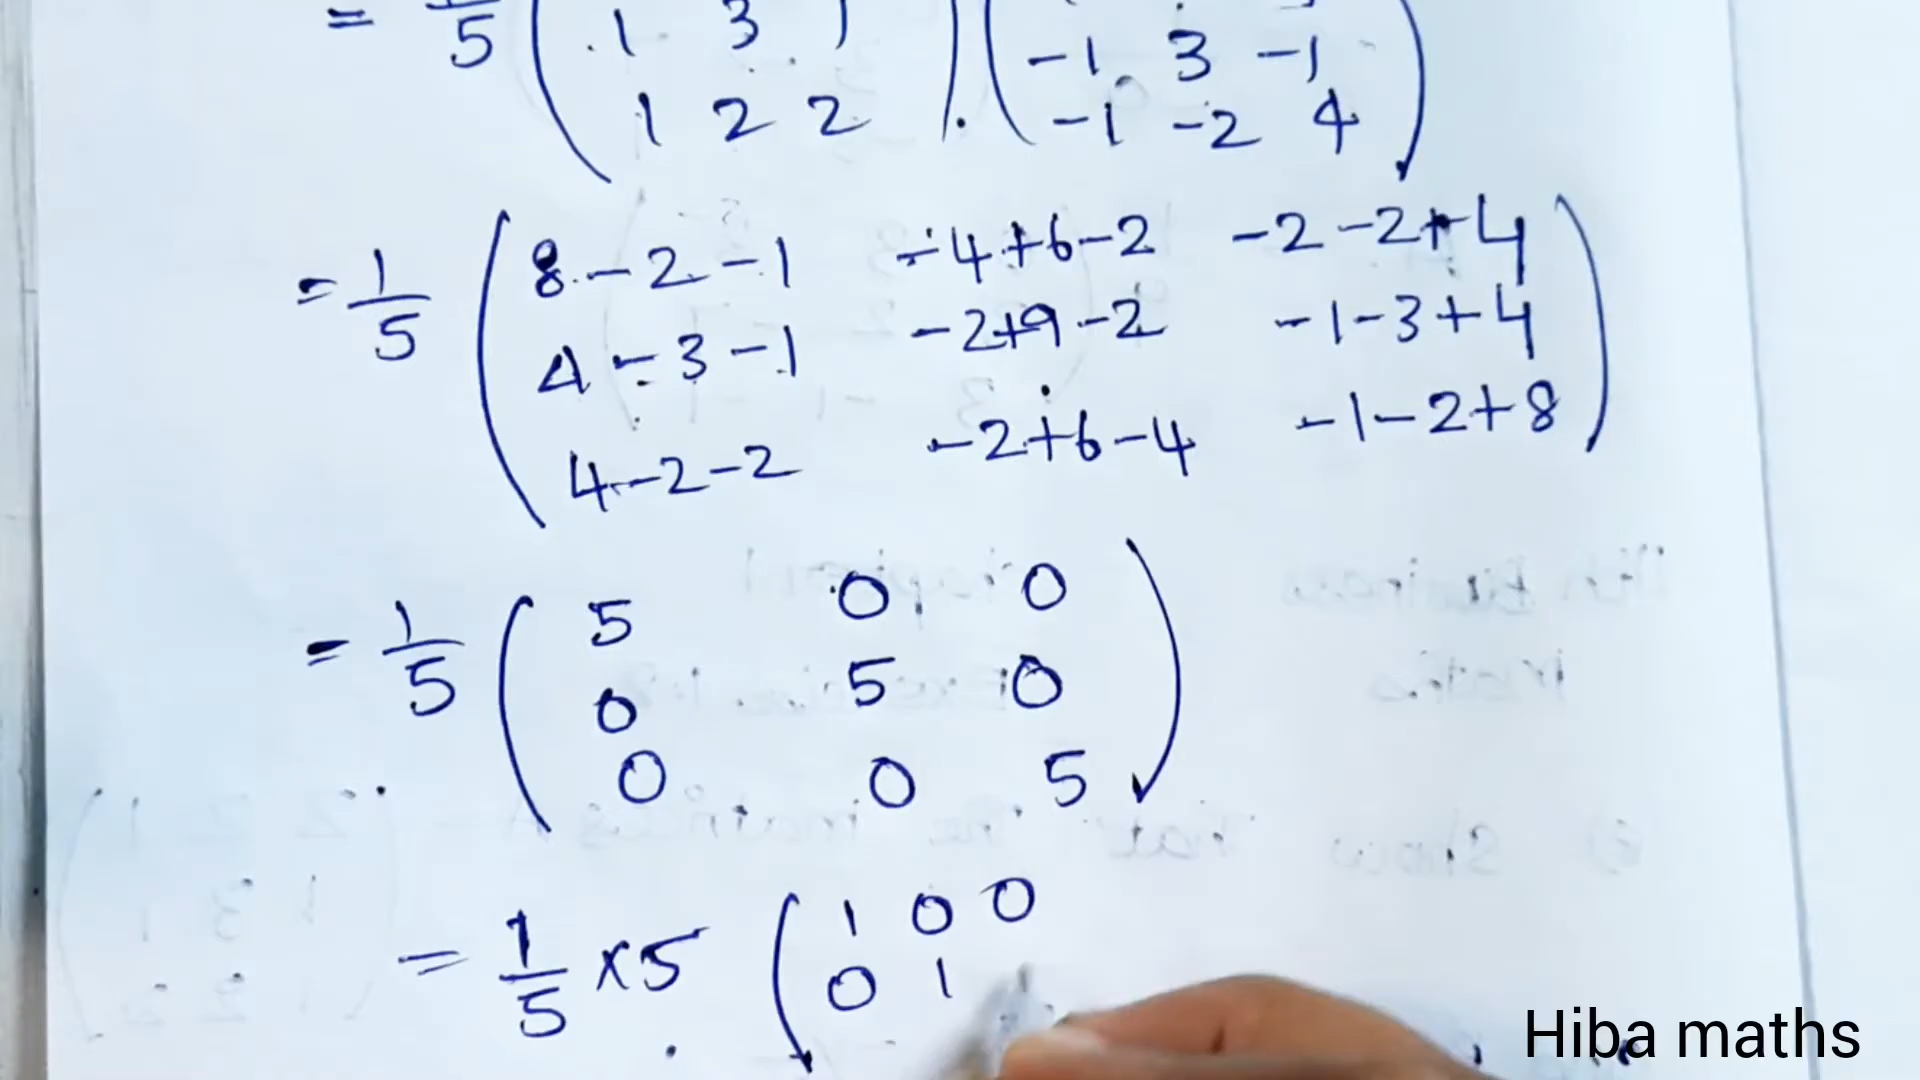 = 1/5 ( 1 3 1 ) . ( -1 3 -1 )
1 2 2 -1 -2 4
= 1/5 ( 8-2-1 -4+6-2 -2-2+4
4-3-1 -2+9-2 -1-3+4
4-2-2 -2+6-4 -1-2+8 )
= 1/5 ( 5 0 0
0 5 0
0 0 5 )
= 1/5 ×5 ( 1 0 0
0 1
Hiba maths